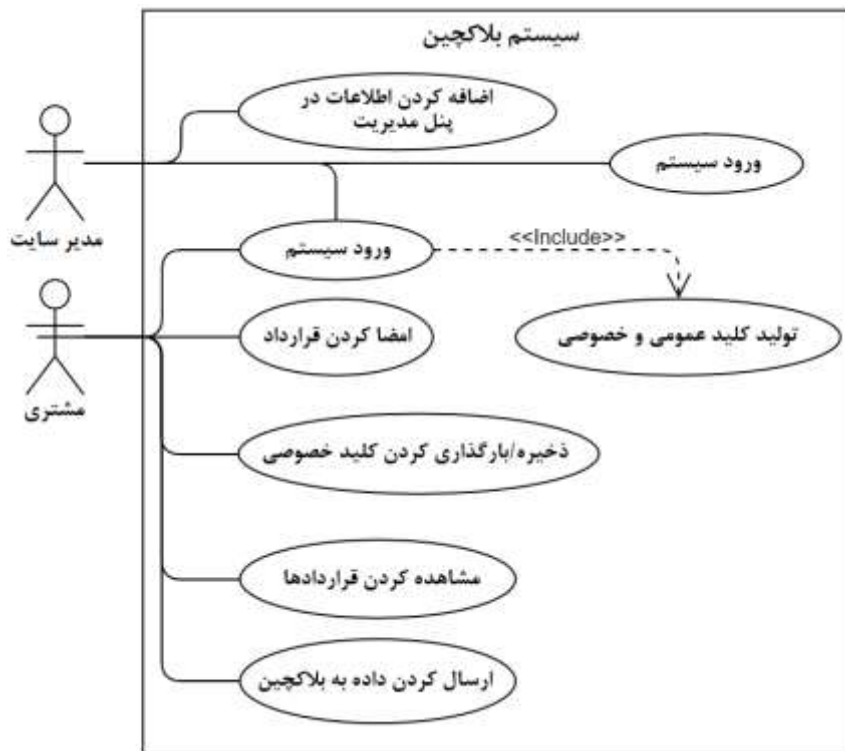 سیستم بلاکچین
اضافه کردن اطلاعات در
پنل مدیریت
ورود سیستم
مدیر سایت
ورود سیستم
<<Include>>
تولید کلید عمومی و خصوصی
امضا کردن قرارداد
مشتری
ذخیره/بارگذاری کردن کلید خصوصی
مشاهده کردن قراردادها
ارسال کردن داده به بلاکچین